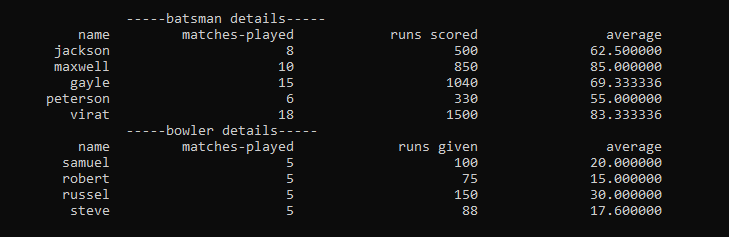 -----batsman details-----
name matches-played runs scored average
jackson 8 500 62.500000
maxwell 10 850 85.000000
gayle 15 1040 69.333336
peterson 6 330 55.000000
virat 18 1500 83.333336
-----bowler details-----
name matches-played runs given average
samuel 5 100 20.000000
robert 5 75 15.000000
russel 5 150 30.000000
steve 5 88 17.600000